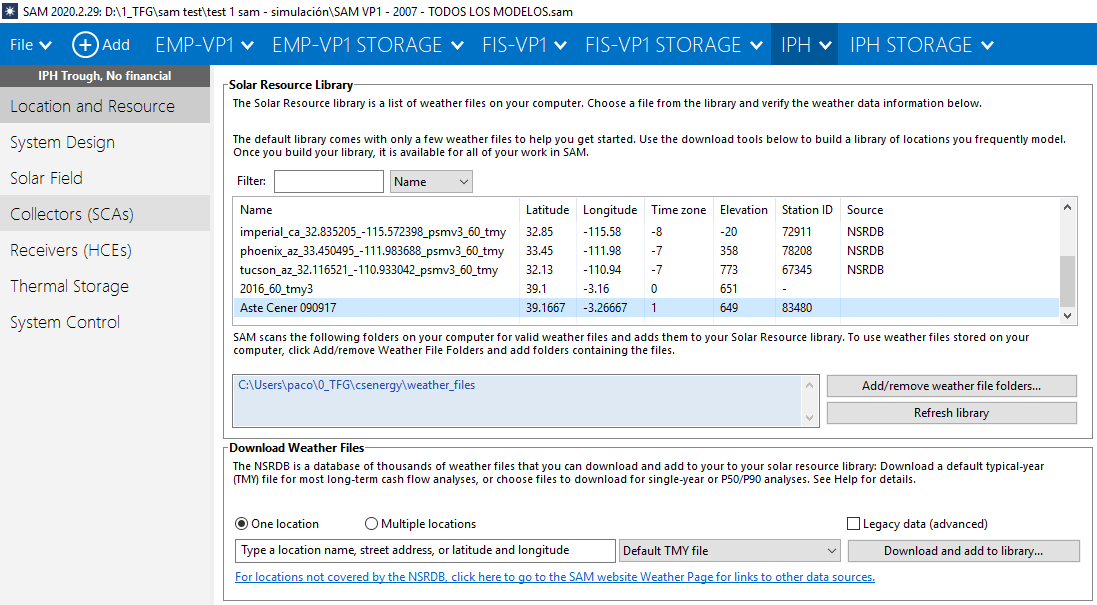 SAM 2020.2.29: D:\1_TFG\sam test\test 1 sam - simulación\SAM VP1 - 2007 - TODOS LOS MODELOS.sam
File Add EMP-VP1 EMP-VP1 STORAGE FIS-VP1 FIS-VP1 STORAGE IPH IPH STORAGE
IPH Trough, No financial
Location and Resource
System Design
Solar Field
Collectors (SCAs)
Receivers (HCEs)
Thermal Storage
System Control
Solar Resource Library
The Solar Resource library is a list of weather files on your computer. Choose a file from the library and verify the weather data information below.
The default library comes with only a few weather files to help you get started. Use the download tools below to build a library of locations you frequently model.
Once you build your library, it is available for all of your work in SAM.
Filter: Name
Name Latitude Longitude Time zone Elevation Station ID Source
imperial_ca_32.835205_-115.572398_psmv3_60_tmy 32.85 -115.58 -8 -20 72911 NSRDB
phoenix_az_33.450495_-111.983688_psmv3_60_tmy 33.45 -111.98 -7 358 78208 NSRDB
tucson_az_32.116521_-110.933042_psmv3_60_tmy 32.13 -110.94 -7 773 67345 NSRDB
2016_60_tmy3 39.1 -3.16 0 651 -
Aste Cener 090917 39.1667 -3.26667 1 649 83480
SAM scans the following folders on your computer for valid weather files and adds them to your Solar Resource library. To use weather files stored on your
computer, click Add/remove Weather File Folders and add folders containing the files.
C:\Users\paco\0_TFG\csenergy\weather_files
Add/remove weather file folders...
Refresh library
Download Weather Files
The NSRDB is a database of thousands of weather files that you can download and add to your to your solar resource library: Download a default typical-year
(TMY) file for most long-term cash flow analyses, or choose files to download for single-year or P50/P90 analyses. See Help for details.
One location Multiple locations Legacy data (advanced)
Type a location name, street address, or latitude and longitude Default TMY file Download and add to library...
For locations not covered by the NSRDB, click here to go to the SAM website Weather Page for links to other data sources.